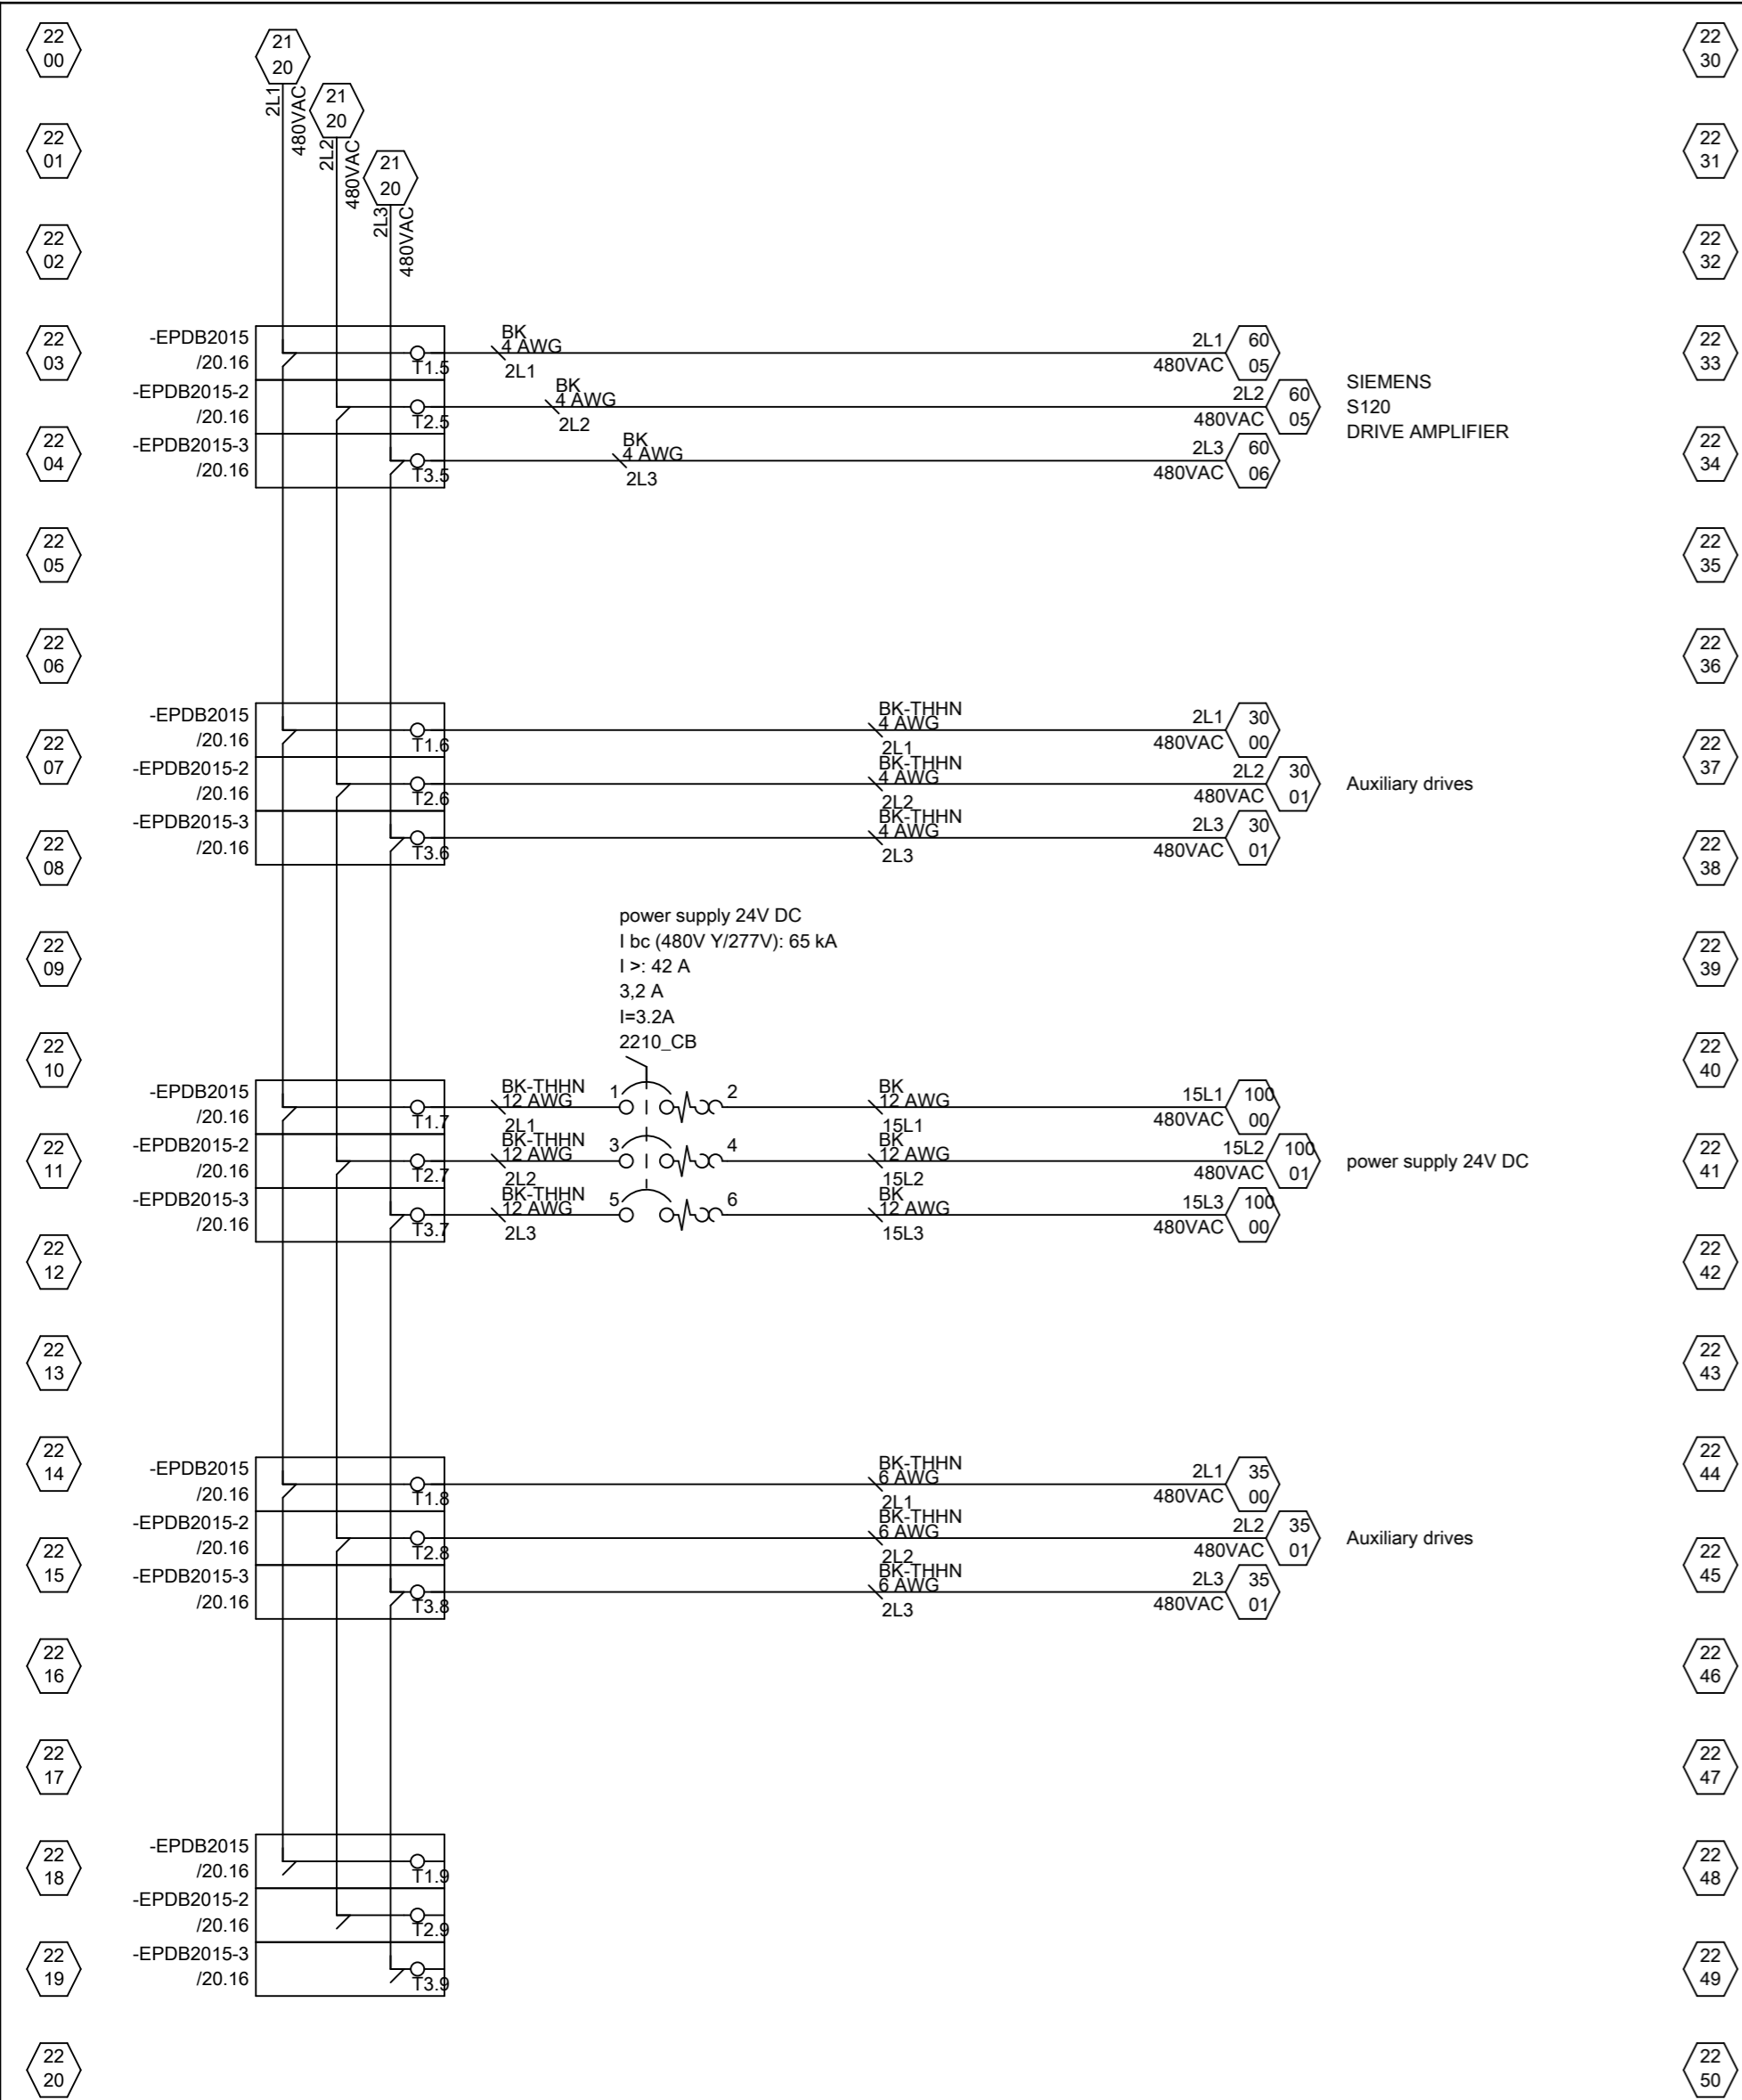 22
00
21
20
22
30
2L1
480VAC
21
20
2L2
480VAC
22
01
21
20
2L3
480VAC
22
31
22
02
22
32
22
03
-EPDB2015
/20.16
T1.5
BK
4 AWG
2L1
2L1
480VAC
60
05
22
33
-EPDB2015-2
/20.16
T2.5
BK
4 AWG
2L2
2L2
480VAC
60
05
SIEMENS
S120
DRIVE AMPLIFIER
22
04
-EPDB2015-3
/20.16
T3.5
BK
4 AWG
2L3
2L3
480VAC
60
06
22
34
22
05
22
35
22
06
22
36
-EPDB2015
/20.16
T1.6
BK-THHN
4 AWG
2L1
2L1
480VAC
30
00
22
07
-EPDB2015-2
/20.16
T2.6
BK-THHN
4 AWG
2L2
2L2
480VAC
30
01
Auxiliary drives
22
37
-EPDB2015-3
/20.16
T3.6
BK-THHN
4 AWG
2L3
2L3
480VAC
30
01
22
08
22
38
power supply 24V DC
I bc (480V Y/277V): 65 kA
I >: 42 A
3,2 A
I=3.2A
2210_CB
22
09
22
39
22
10
22
40
-EPDB2015
/20.16
T1.7
BK-THHN
12 AWG
2L1
1
2
BK
12 AWG
15L1
15L1
480VAC
100
00
22
11
-EPDB2015-2
/20.16
T2.7
BK-THHN
12 AWG
2L2
3
4
BK
12 AWG
15L2
15L2
480VAC
100
01
power supply 24V DC
22
41
-EPDB2015-3
/20.16
T3.7
BK-THHN
12 AWG
2L3
5
6
BK
12 AWG
15L3
15L3
480VAC
100
00
22
12
22
42
22
13
22
43
22
14
-EPDB2015
/20.16
T1.8
BK-THHN
6 AWG
2L1
2L1
480VAC
35
00
22
44
-EPDB2015-2
/20.16
T2.8
BK-THHN
6 AWG
2L2
2L2
480VAC
35
01
Auxiliary drives
22
15
-EPDB2015-3
/20.16
T3.8
BK-THHN
6 AWG
2L3
2L3
480VAC
35
01
22
45
22
16
22
46
22
17
22
47
22
18
-EPDB2015
/20.16
T1.9
22
48
-EPDB2015-2
/20.16
T2.9
22
19
-EPDB2015-3
/20.16
T3.9
22
49
22
20
22
50